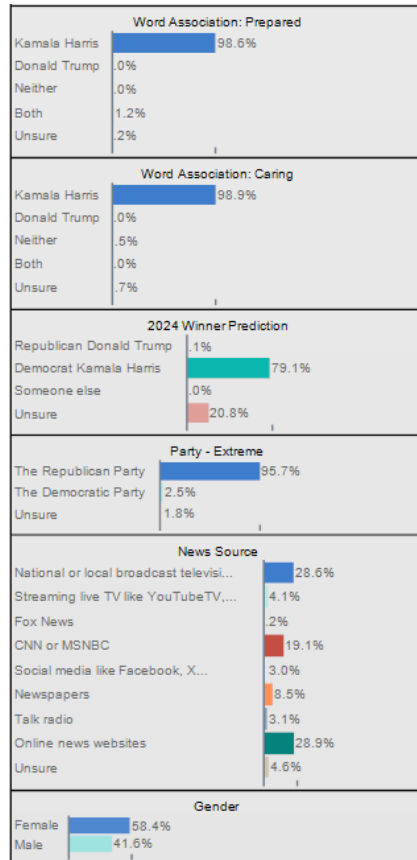 Word Association: Prepared
Kamala Harris 98.6%
Donald Trump .0%
Neither .0%
Both 1.2%
Unsure .2%
Word Association: Caring
Kamala Harris 98.9%
Donald Trump .0%
Neither .5%
Both .0%
Unsure .7%
2024 Winner Prediction
Republican Donald Trump .1%
Democrat Kamala Harris 79.1%
Someone else .0%
Unsure 20.8%
Party - Extreme
The Republican Party 95.7%
The Democratic Party 2.5%
Unsure 1.8%
News Source
National or local broadcast televisi... 28.6%
Streaming live TV like YouTubeTV,... 4.1%
Fox News .2%
CNN or MSNBC 19.1%
Social media like Facebook, X... 3.0%
Newspapers 8.5%
Talk radio 3.1%
Online news websites 28.9%
Unsure 4.6%
Gender
Female 58.4%
Male 41.6%